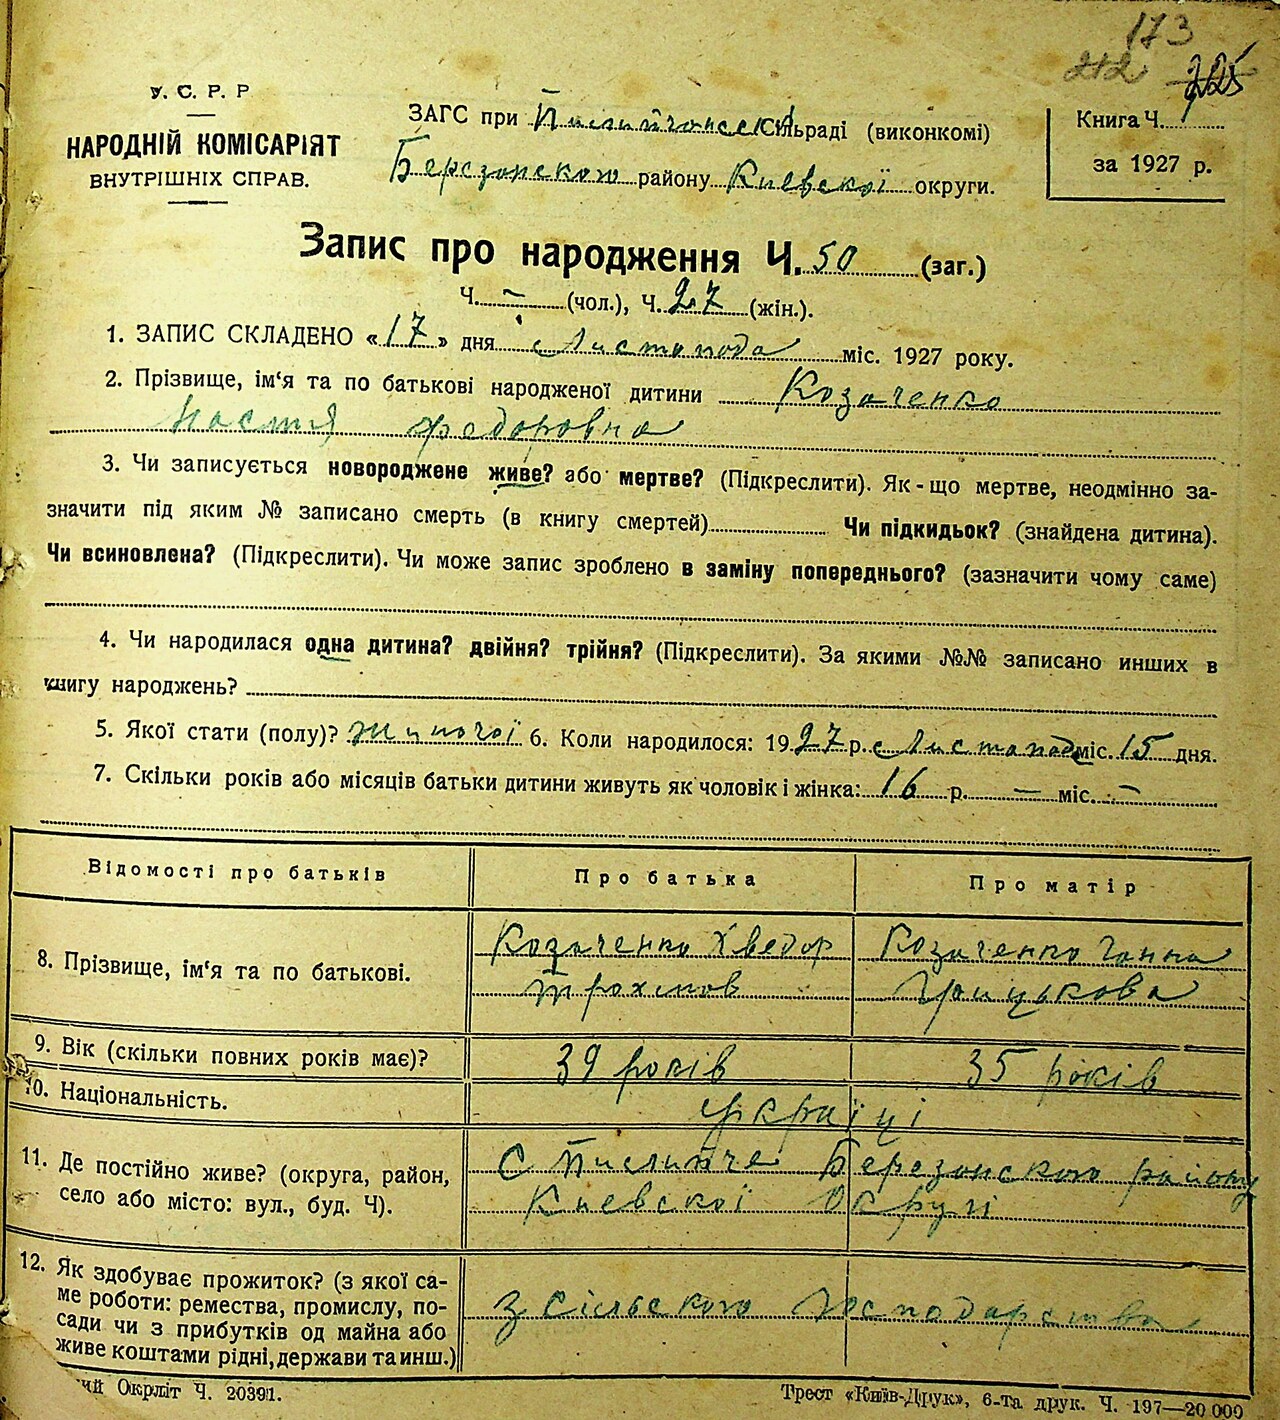 173
212 225
У. С. Р. Р
НАРОДНІЙ КОМІСАРІЯТ
ВНУТРІШНІХ СПРАВ.
ЗАГС при сільраді (виконкомі)
Березанского району Киевскої округи.
Книга Ч.
за 1927 р.
Запис про народження Ч. 50 (заг.)
Ч. – (чол.), Ч. 27 (жін.).
1. ЗАПИС СКЛАДЕНО «17» дня Листопада міс. 1927 року.
2. Прізвище, ім‘я та по батькові народженої дитини Козаченко
Настя Федоровна
3. Чи записується новороджене живе? або мертве? (Підкреслити). Як-що мертве, неодмінно за-
значити під яким № записано смерть (в книгу смертей) Чи підкидьок? (знайдена дитина).
Чи всиновлена? (Підкреслити). Чи може запис зроблено в заміну попереднього? (зазначити чому саме)
4. Чи народилася одна дитина? двійня? трійня? (Підкреслити). За якими №№ записано инших в
книгу народжень?
5. Якої стати (полу)? жиночої 6. Коли народилося: 1927 р. Листопад міс. 15 дня.
7. Скільки років або місяців батьки дитини живуть як чоловік і жінка: 16 р. — міс. –
Відомості про батьків Про батька Про матір
8. Прізвище, ім‘я та по батькові. Козаченко Хведор Козаченко Ганна
Трохимов Грицькова
9. Вік (скільки повних років має)? 39 років 35 років
10. Національність. Українці
11. Де постійно живе? (округа, район, С Пилипче Березанского району
село або місто: вул., буд. Ч). Киевскої Округи
12. Як здобуває прожиток? (з якої са-
ме роботи: ремества, промислу, по- З сільского господарства
сади чи з прибутків од майна або
живе коштами рідні, держави та инш.)
Окрліт Ч. 20391.
Трест «Київ-Друк», 6-та друк. Ч. 197—20 000